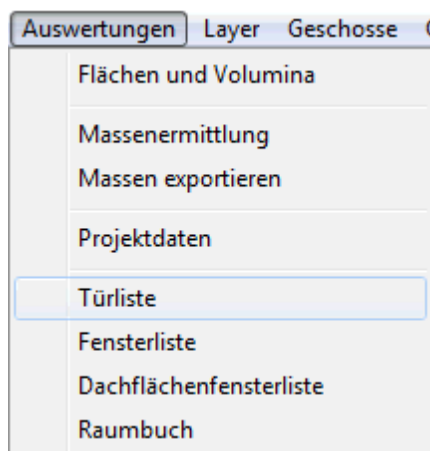 Auswertungen Layer Geschosse
Flächen und Volumina
Massenermittlung
Massen exportieren
Projektdaten
Türliste
Fensterliste
Dachflächenfensterliste
Raumbuch